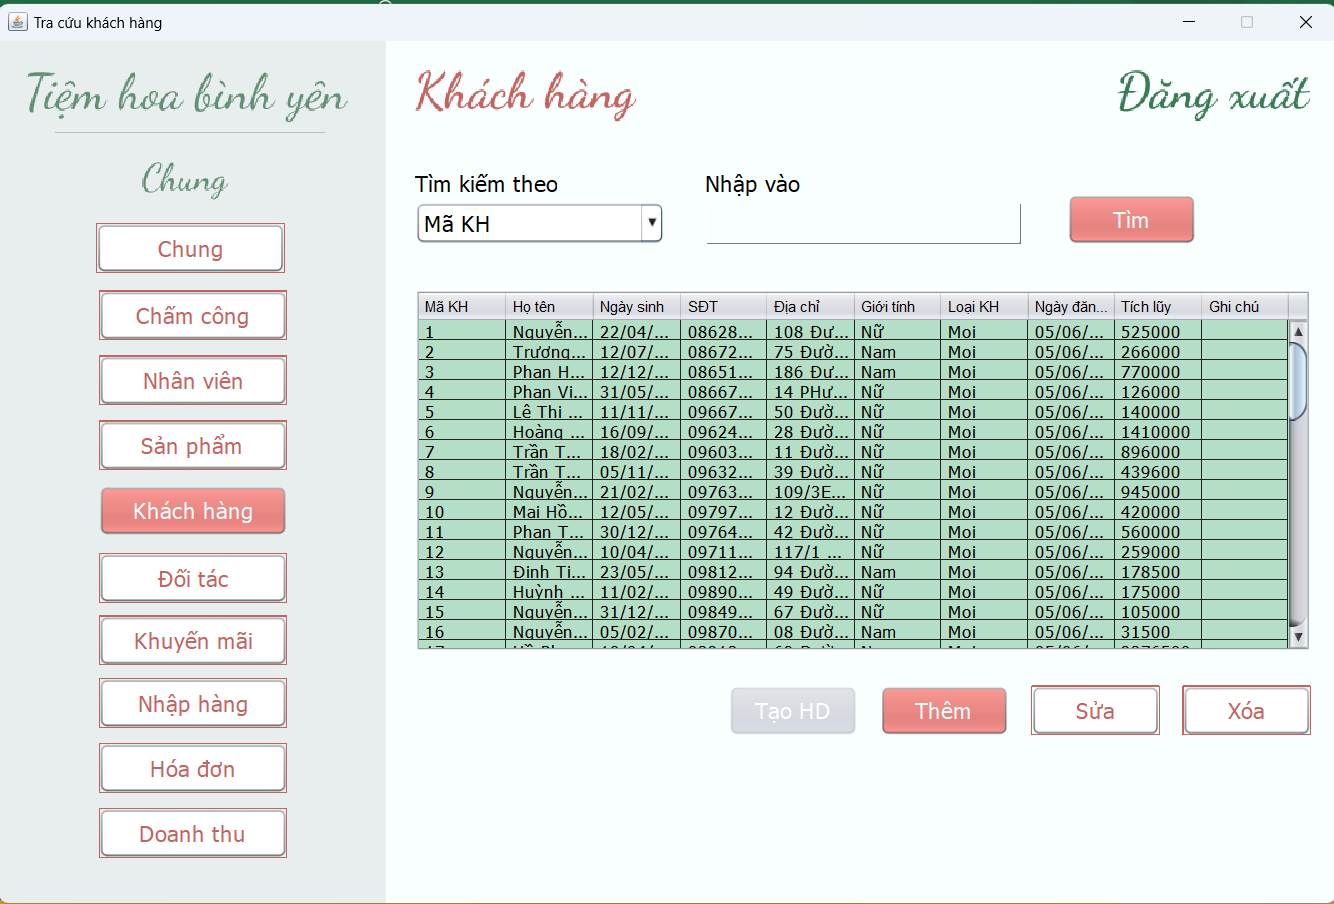 Tra cứu khách hàng
Tiệm hoa bình yên
Chung
Chung
Chấm công
Nhân viên
Sản phẩm
Khách hàng
Đối tác
Khuyến mãi
Nhập hàng
Hóa đơn
Doanh thu
Khách hàng
Đăng xuất
Tìm kiếm theo
Nhập vào
Mã KH
Tìm
Mã KH Họ tên Ngày sinh SĐT Địa chỉ Giới tính Loại KH Ngày đăn... Tích lũy Ghi chú
1 Nguyễn... 22/04/... 08628... 108 Đư... Nữ Moi 05/06/... 525000
2 Trương... 12/07/... 08672... 75 Đườ... Nam Moi 05/06/... 266000
3 Phan H... 12/12/... 08651... 186 Đư... Nam Moi 05/06/... 770000
4 Phan Vi... 31/05/... 08667... 14 PHư... Nữ Moi 05/06/... 126000
5 Lê Thi ... 11/11/... 09667... 50 Đườ... Nữ Moi 05/06/... 140000
6 Hoàng ... 16/09/... 09624... 28 Đườ... Nữ Moi 05/06/... 1410000
7 Trần T... 18/02/... 09603... 11 Đườ... Nữ Moi 05/06/... 896000
8 Trần T... 05/11/... 09632... 39 Đườ... Nữ Moi 05/06/... 439600
9 Nguyễn... 21/02/... 09763... 109/3E... Nữ Moi 05/06/... 945000
10 Mai Hồ... 12/05/... 09797... 12 Đườ... Nữ Moi 05/06/... 420000
11 Phan T... 30/12/... 09764... 42 Đườ... Nữ Moi 05/06/... 560000
12 Nguyễn... 10/04/... 09711... 117/1 ... Nữ Moi 05/06/... 259000
13 Đinh Ti... 23/05/... 09812... 94 Đườ... Nam Moi 05/06/... 178500
14 Huỳnh ... 11/02/... 09890... 49 Đườ... Nữ Moi 05/06/... 175000
15 Nguyễn... 31/12/... 09849... 67 Đườ... Nữ Moi 05/06/... 105000
16 Nguyễn... 05/02/... 09870... 08 Đườ... Nam Moi 05/06/... 31500
Tạo HD
Thêm
Sửa
Xóa